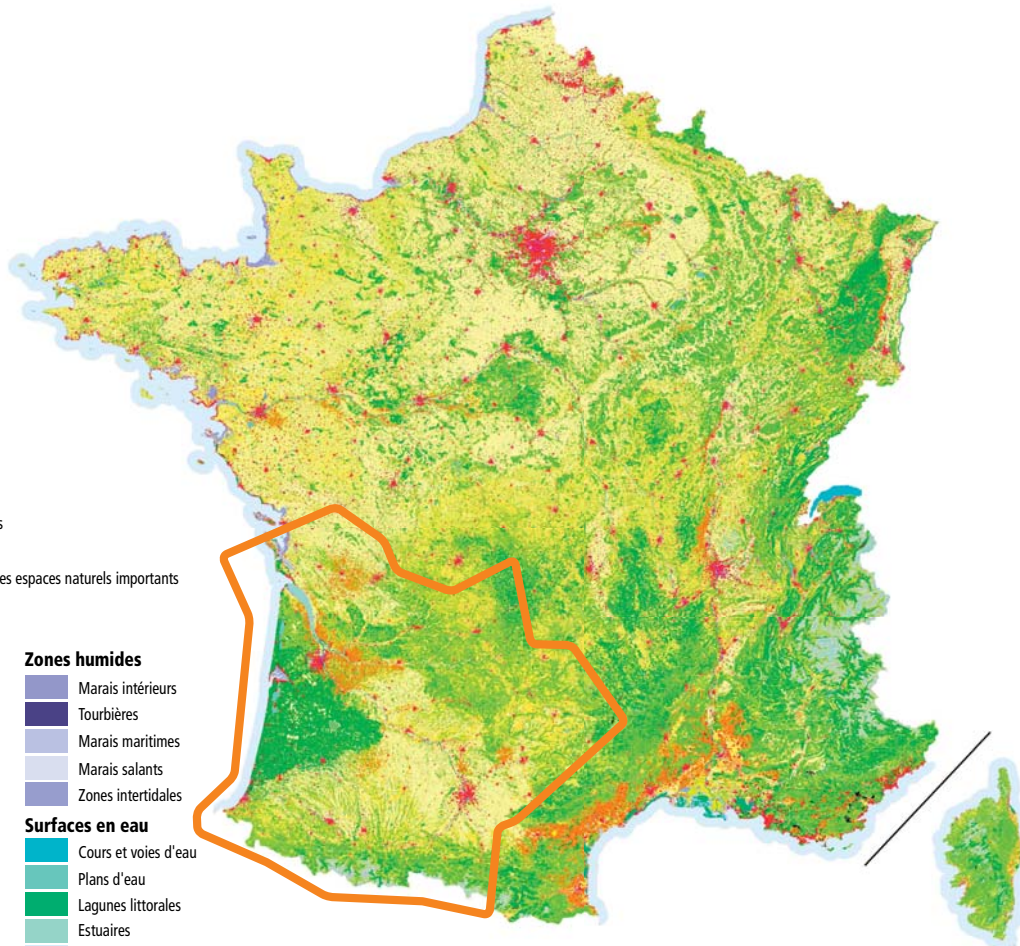 s
es espaces naturels importants
Zones humides
Marais intérieurs
Tourbières
Marais maritimes
Marais salants
Zones intertidales
Surfaces en eau
Cours et voies d'eau
Plans d'eau
Lagunes littorales
Estuaires